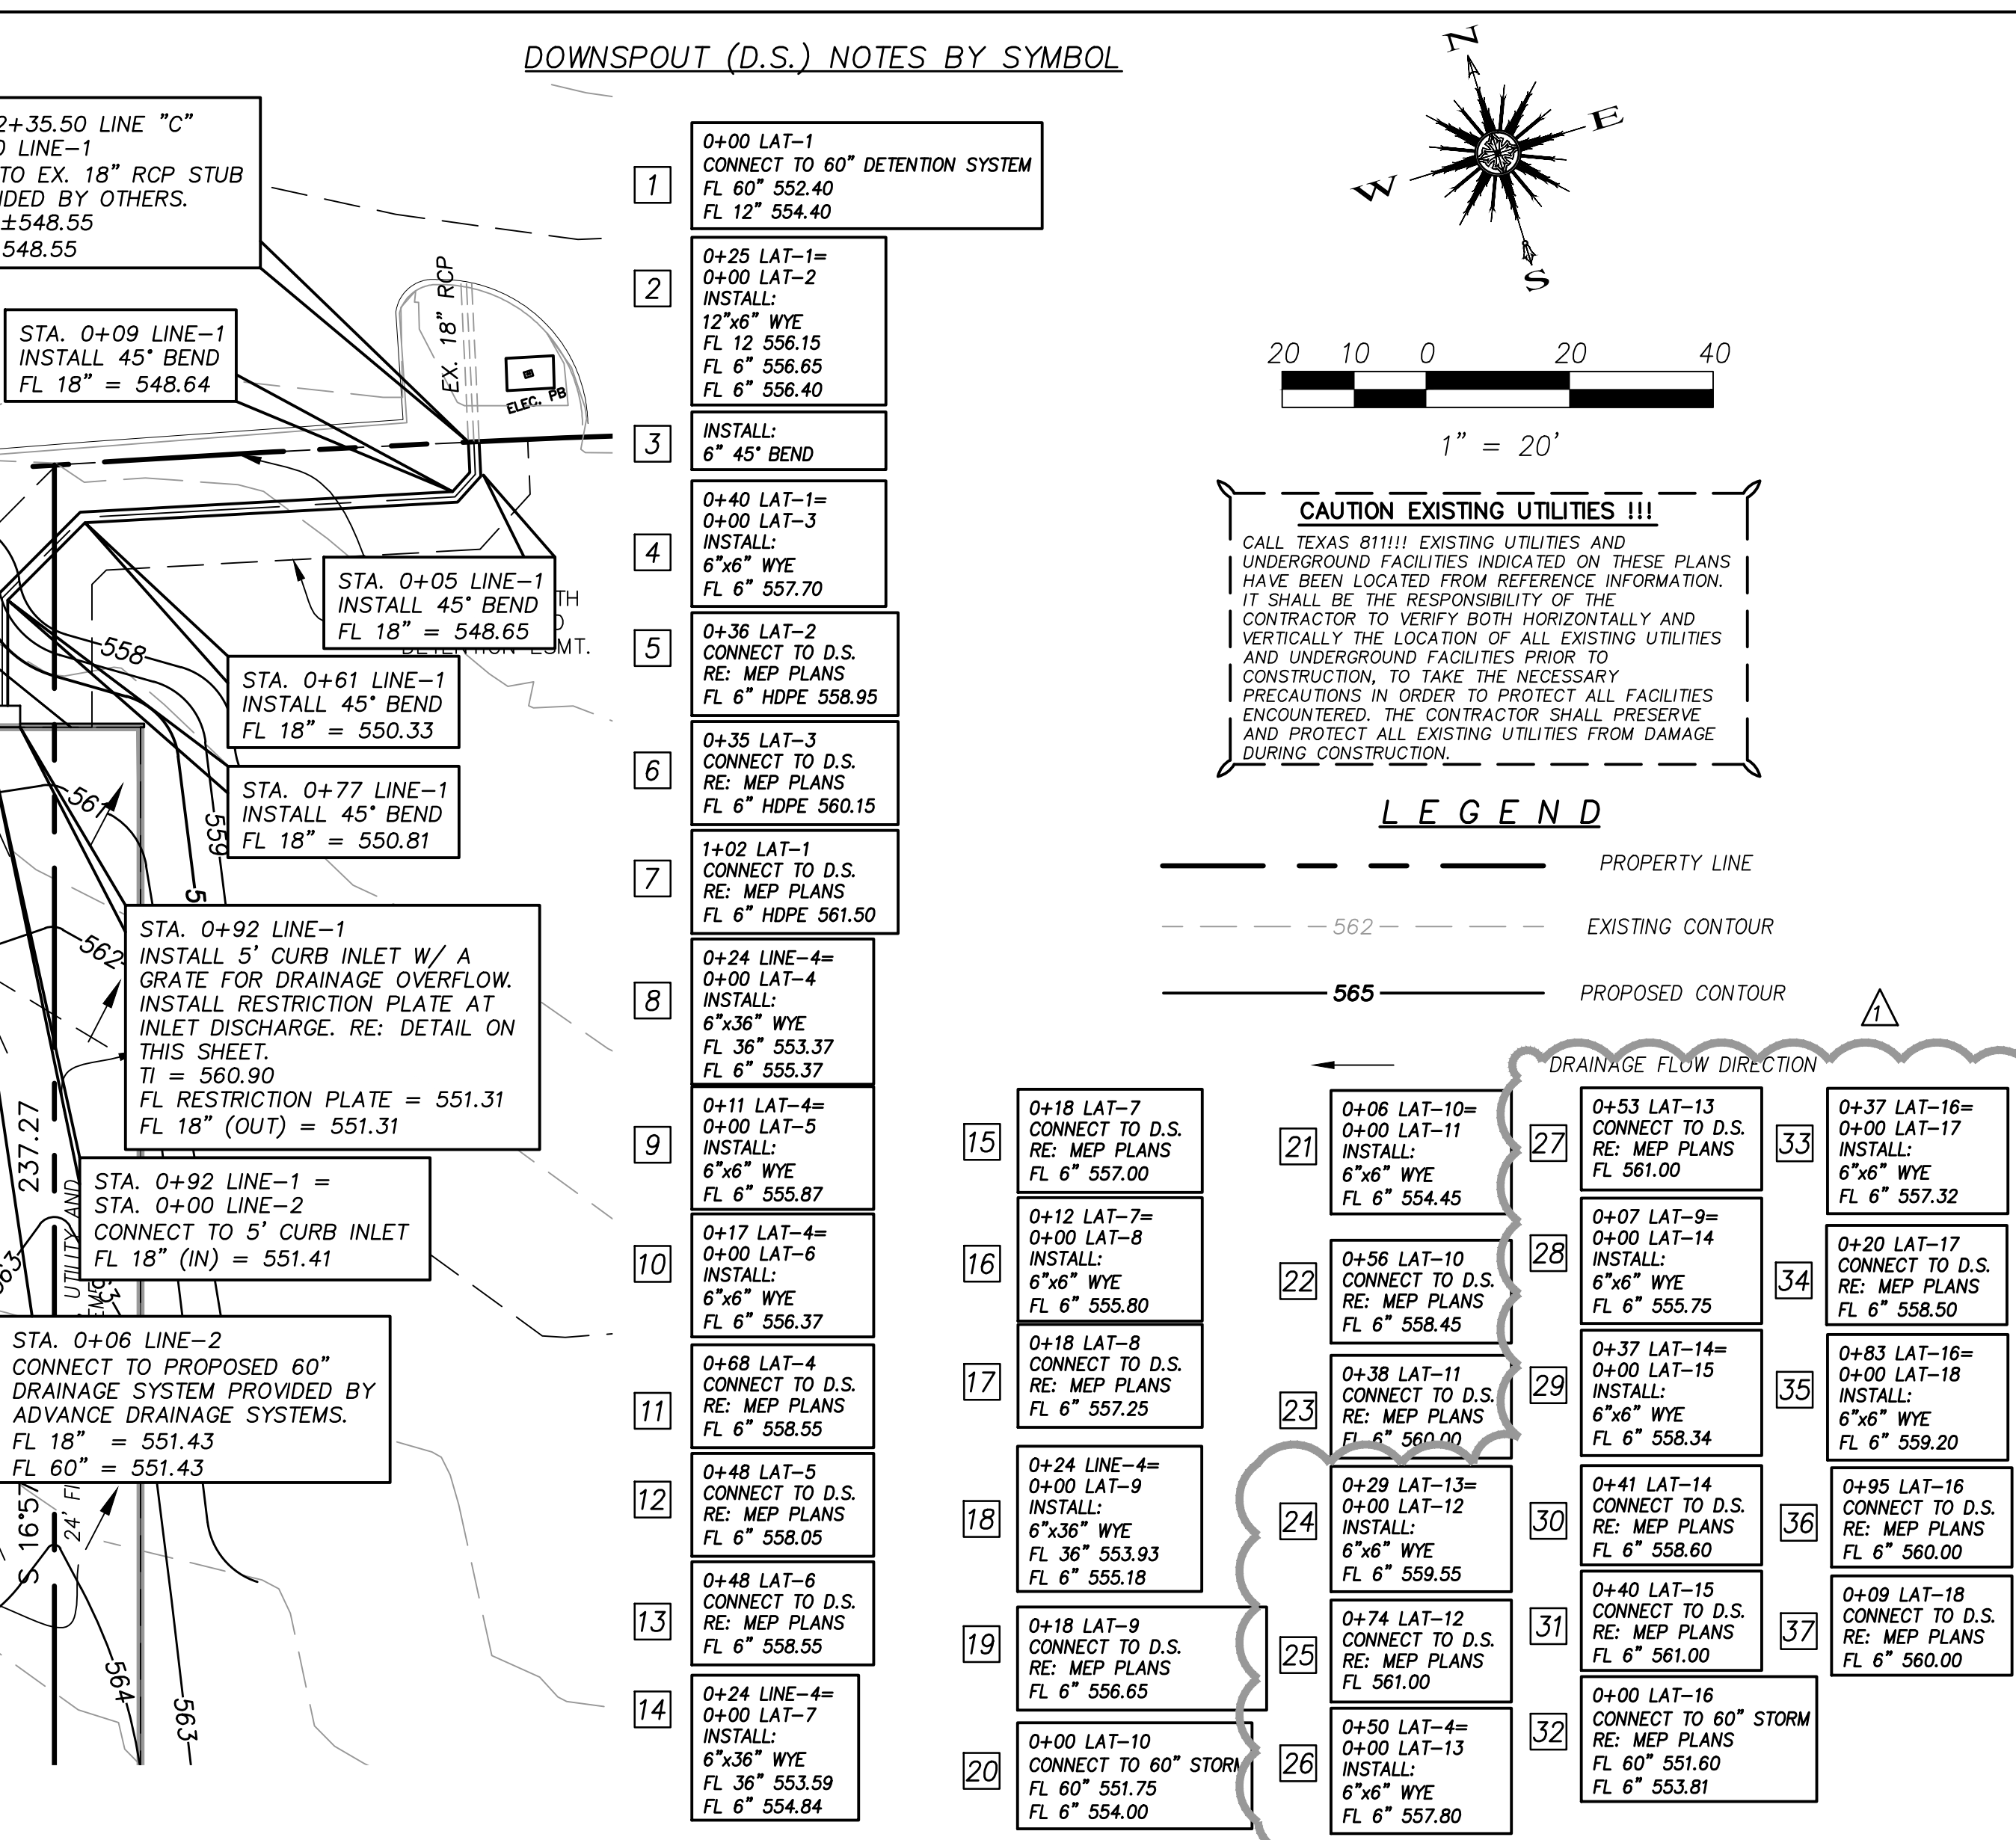 DOWNSPOUT (D.S.) NOTES BY SYMBOL
2+35.50 LINE "C"
LINE-1
TO EX. 18" RCP STUB
BY OTHERS.
±548.55
548.55
STA. 0+09 LINE-1
INSTALL 45° BEND
FL 18" = 548.64
EX. 18" RCP
ELEC. PB
STA. 0+05 LINE-1
INSTALL 45° BEND
FL 18" = 548.65
TH
ESMT.
558
STA. 0+61 LINE-1
INSTALL 45° BEND
FL 18" = 550.33
STA. 0+77 LINE-1
INSTALL 45° BEND
FL 18" = 550.81
561
559
5
562
STA. 0+92 LINE-1
INSTALL 5' CURB INLET W/ A
GRATE FOR DRAINAGE OVERFLOW.
INSTALL RESTRICTION PLATE AT
INLET DISCHARGE. RE: DETAIL ON
THIS SHEET.
TI = 560.90
FL RESTRICTION PLATE = 551.31
FL 18" (OUT) = 551.31
237.27
UTILITY AND
STA. 0+92 LINE-1 =
STA. 0+00 LINE-2
CONNECT TO 5' CURB INLET
FL 18" (IN) = 551.41
STA. 0+06 LINE-2
CONNECT TO PROPOSED 60"
DRAINAGE SYSTEM PROVIDED BY
ADVANCE DRAINAGE SYSTEMS.
FL 18" = 551.43
FL 60" = 551.43
S 16°57
24'
564
563
1
0+00 LAT-1
CONNECT TO 60" DETENTION SYSTEM
FL 60" 552.40
FL 12" 554.40
2
0+25 LAT-1=
0+00 LAT-2
INSTALL:
12"x6" WYE
FL 12 556.15
FL 6" 556.65
FL 6" 556.40
3
INSTALL:
6" 45° BEND
4
0+40 LAT-1=
0+00 LAT-3
INSTALL:
6"x6" WYE
FL 6" 557.70
5
0+36 LAT-2
CONNECT TO D.S.
RE: MEP PLANS
FL 6" HDPE 558.95
6
0+35 LAT-3
CONNECT TO D.S.
RE: MEP PLANS
FL 6" HDPE 560.15
7
1+02 LAT-1
CONNECT TO D.S.
RE: MEP PLANS
FL 6" HDPE 561.50
8
0+24 LINE-4=
0+00 LAT-4
INSTALL:
6"x36" WYE
FL 36" 553.37
FL 6" 555.37
9
0+11 LAT-4=
0+00 LAT-5
INSTALL:
6"x6" WYE
FL 6" 555.87
10
0+17 LAT-4=
0+00 LAT-6
INSTALL:
6"x6" WYE
FL 6" 556.37
11
0+68 LAT-4
CONNECT TO D.S.
RE: MEP PLANS
FL 6" 558.55
12
0+48 LAT-5
CONNECT TO D.S.
RE: MEP PLANS
FL 6" 558.05
13
0+48 LAT-6
CONNECT TO D.S.
RE: MEP PLANS
FL 6" 558.55
14
0+24 LINE-4=
0+00 LAT-7
INSTALL:
6"x36" WYE
FL 36" 553.59
FL 6" 554.84
N
E
W
S
20 10 0 20 40
1" = 20'
CAUTION EXISTING UTILITIES !!!
CALL TEXAS 811!!! EXISTING UTILITIES AND
UNDERGROUND FACILITIES INDICATED ON THESE PLANS
HAVE BEEN LOCATED FROM REFERENCE INFORMATION.
IT SHALL BE THE RESPONSIBILITY OF THE
CONTRACTOR TO VERIFY BOTH HORIZONTALLY AND
VERTICALLY THE LOCATION OF ALL EXISTING UTILITIES
AND UNDERGROUND FACILITIES PRIOR TO
CONSTRUCTION, TO TAKE THE NECESSARY
PRECAUTIONS IN ORDER TO PROTECT ALL FACILITIES
ENCOUNTERED. THE CONTRACTOR SHALL PRESERVE
AND PROTECT ALL EXISTING UTILITIES FROM DAMAGE
DURING CONSTRUCTION.
L E G E N D
PROPERTY LINE
562 EXISTING CONTOUR
565 PROPOSED CONTOUR
1
DRAINAGE FLOW DIRECTION
15
0+18 LAT-7
CONNECT TO D.S.
RE: MEP PLANS
FL 6" 557.00
16
0+12 LAT-7=
0+00 LAT-8
INSTALL:
6"x6" WYE
FL 6" 555.80
17
0+18 LAT-8
CONNECT TO D.S.
RE: MEP PLANS
FL 6" 557.25
18
0+24 LINE-4=
0+00 LAT-9
INSTALL:
6"x36" WYE
FL 36" 553.93
FL 6" 555.18
19
0+18 LAT-9
CONNECT TO D.S.
RE: MEP PLANS
FL 6" 556.65
20
0+00 LAT-10
CONNECT TO 60" STORM
FL 60" 551.75
FL 6" 554.00
21
0+06 LAT-10=
0+00 LAT-11
INSTALL:
6"x6" WYE
FL 6" 554.45
22
0+56 LAT-10
CONNECT TO D.S.
RE: MEP PLANS
FL 6" 558.45
23
0+38 LAT-11
CONNECT TO D.S.
RE: MEP PLANS
FL 6" 560.00
24
0+29 LAT-13=
0+00 LAT-12
INSTALL:
6"x6" WYE
FL 6" 559.55
25
0+74 LAT-12
CONNECT TO D.S.
RE: MEP PLANS
FL 561.00
26
0+50 LAT-4=
0+00 LAT-13
INSTALL:
6"x6" WYE
FL 6" 557.80
27
0+53 LAT-13
CONNECT TO D.S.
RE: MEP PLANS
FL 561.00
28
0+07 LAT-9=
0+00 LAT-14
INSTALL:
6"x6" WYE
FL 6" 555.75
29
0+37 LAT-14=
0+00 LAT-15
INSTALL:
6"x6" WYE
FL 6" 558.34
30
0+41 LAT-14
CONNECT TO D.S.
RE: MEP PLANS
FL 6" 558.60
31
0+40 LAT-15
CONNECT TO D.S.
RE: MEP PLANS
FL 6" 561.00
32
0+00 LAT-16
CONNECT TO 60" STORM
RE: MEP PLANS
FL 60" 551.60
FL 6" 553.81
33
0+37 LAT-16=
0+00 LAT-17
INSTALL:
6"x6" WYE
FL 6" 557.32
34
0+20 LAT-17
CONNECT TO D.S.
RE: MEP PLANS
FL 6" 558.50
35
0+83 LAT-16=
0+00 LAT-18
INSTALL:
6"x6" WYE
FL 6" 559.20
36
0+95 LAT-16
CONNECT TO D.S.
RE: MEP PLANS
FL 6" 560.00
37
0+09 LAT-18
CONNECT TO D.S.
RE: MEP PLANS
FL 6" 560.00